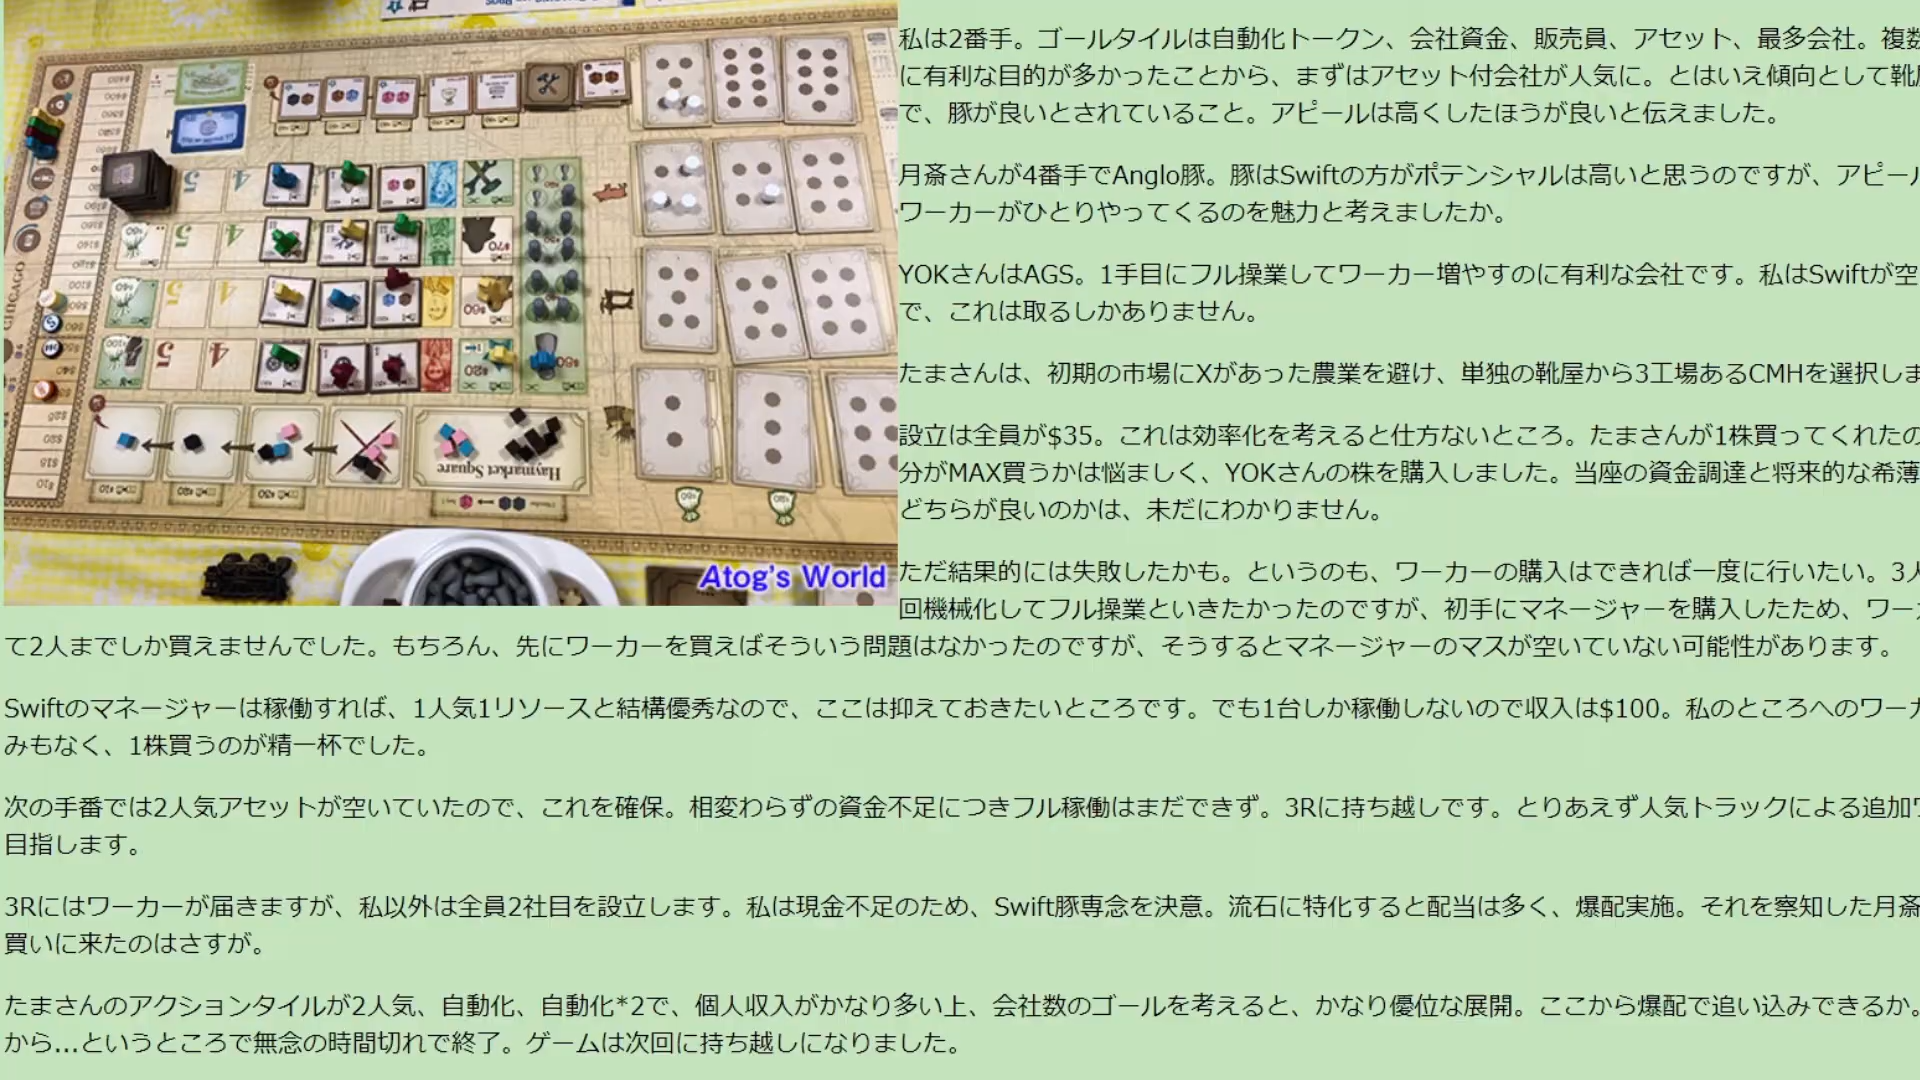 私は2番手。ゴールタイルは自動化トークン、会社資金、販売員、アセット、最多会社。複数
に有利な目的が多かったことから、まずはアセット付会社が人気に。とはいえ傾向として靴
で、豚が良いとされていること。アピールは高くしたほうが良いと伝えました。
月斎さんが4番手でAnglo豚。豚はSwiftの方がポテンシャルは高いと思うのですが、アピール
ワーカーがひとりやってくるのを魅力と考えましたか。
YOKさんはAGS。1手目にフル操業してワーカー増やすのに有利な会社です。私はSwiftが空
で、これは取るしかありません。
たまさんは、初期の市場にXがあった農業を避け、単独の靴屋から3工場あるCMHを選択しま
設立は全員が$35。これは効率化を考えると仕方ないところ。たまさんが1株買ってくれたの
分がMAX買うかは悩ましく、YOKさんの株を購入しました。当座の資金調達と将来的な希薄
どちらが良いのかは、未だにわかりません。
ただ結果的には失敗したかも。というのも、ワーカーの購入はできれば一度に行いたい。3人
回機械化してフル操業といきたかったのですが、初手にマネージャーを購入したため、ワーカ
て2人までしか買えませんでした。もちろん、先にワーカーを買えばそういう問題はなかったのですが、そうするとマネージャーのマスが空いていない可能性があります。
Swiftのマネージャーは稼働すれば、1人気1リソースと結構優秀なので、ここは抑えておきたいところです。でも1台しか稼働しないので収入は$100。私のところへのワーカ
みもなく、1株買うのが精一杯でした。
次の手番では2人気アセットが空いていたので、これを確保。相変わらずの資金不足につきフル稼働はまだできず。3Rに持ち越しです。とりあえず人気トラックによる追加ワ
目指します。
3Rにはワーカーが届きますが、私以外は全員2社目を設立します。私は現金不足のため、Swift豚専念を決意。流石に特化すると配当は多く、爆配実施。それを察知した月斎
買いに来たのはさすが。
たまさんのアクションタイルが2人気、自動化、自動化*2で、個人収入がかなり多い上、会社数のゴールを考えると、かなり優位な展開。ここから爆配で追い込みできるか。
から...というところで無念の時間切れで終了。ゲームは次回に持ち越しになりました。
Haymarket Square
CHICAGO
Atog's World